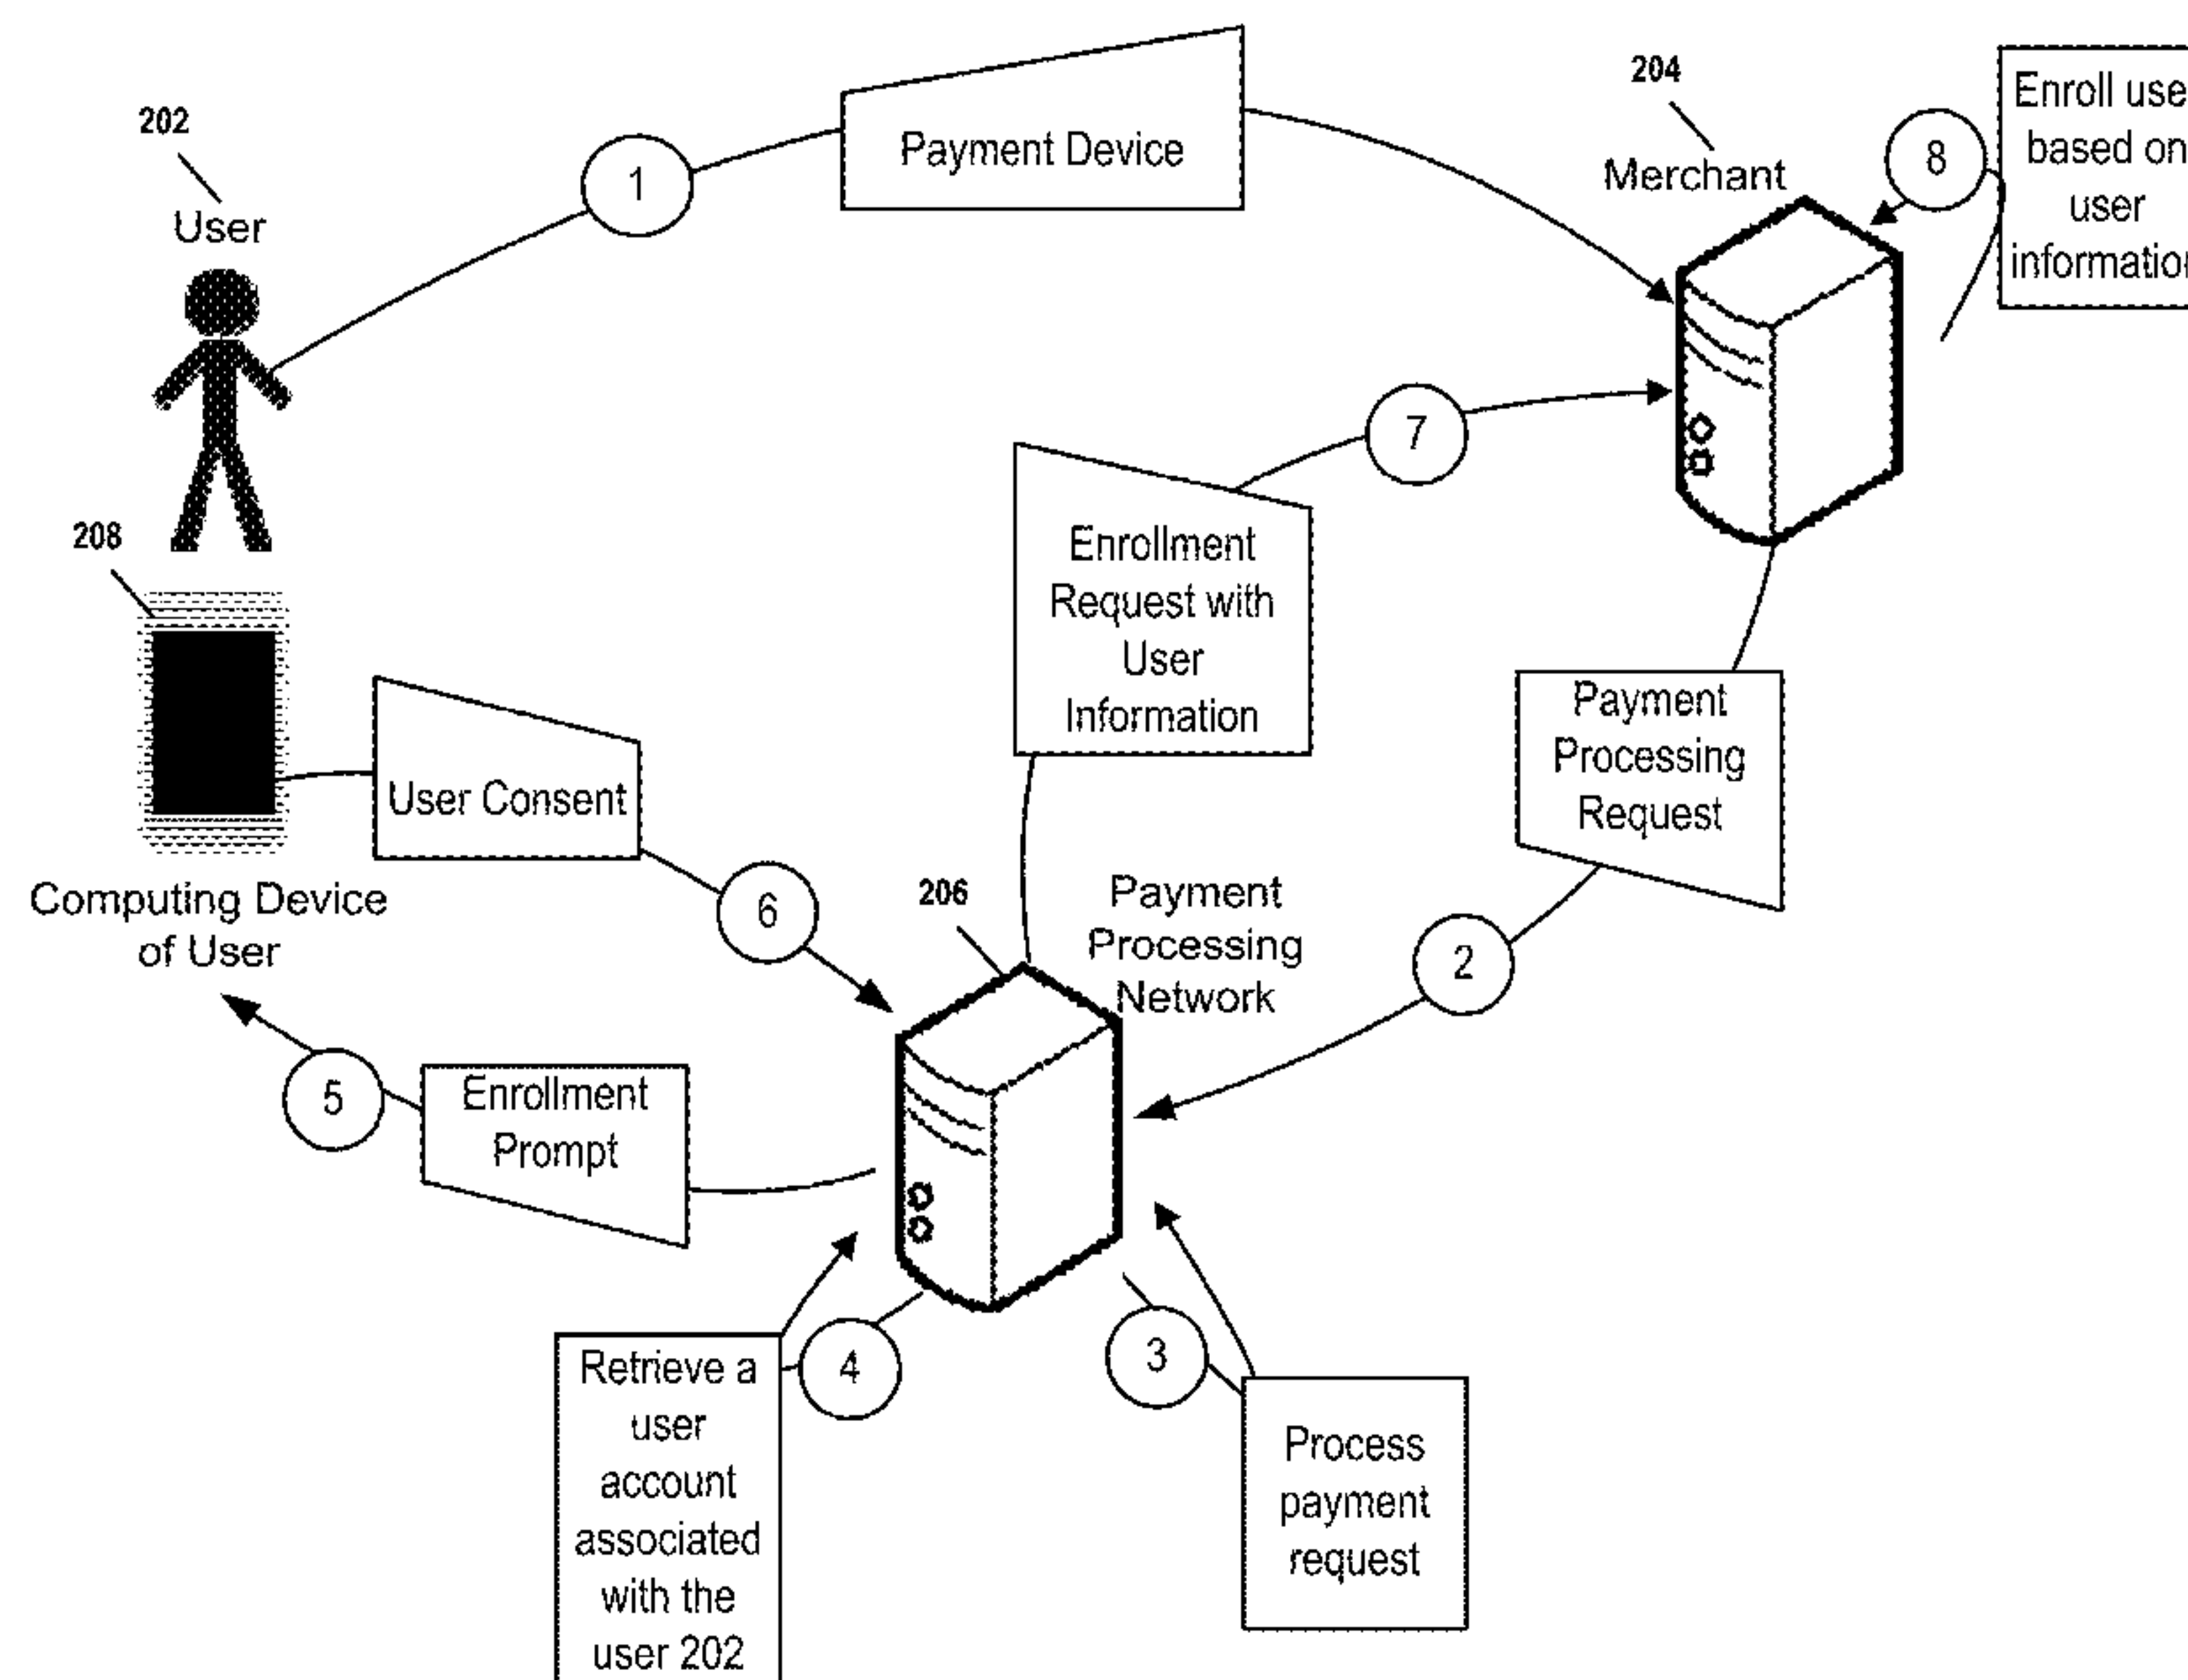 202
User
1
Payment Device
204
Merchant
8
Enroll use
based on
user
information
208
Computing Device
of User
User Consent
6
Enrollment
Request with
User
Information
7
Payment
Processing
Request
2
206
Payment
Processing
Network
5
Enrollment
Prompt
4
Retrieve a
user
account
associated
with the
user 202
3
Process
payment
request